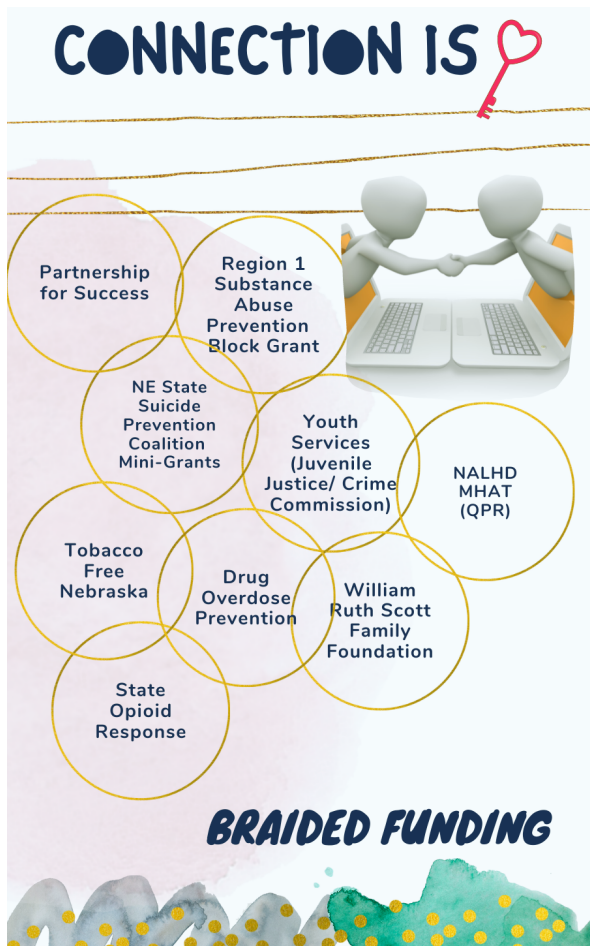 CONNECTION IS
Partnership
for Success
Region 1
Substance
Abuse
Prevention
Block Grant
NE State
Suicide
Prevention
Coalition
Mini-Grants
Youth
Services
(Juvenile
Justice/ Crime
Commission)
NALHD
MHAT
(QPR)
Tobacco
Free
Nebraska
Drug
Overdose
Prevention
William
Ruth Scott
Family
Foundation
State
Opioid
Response
BRAIDED FUNDING